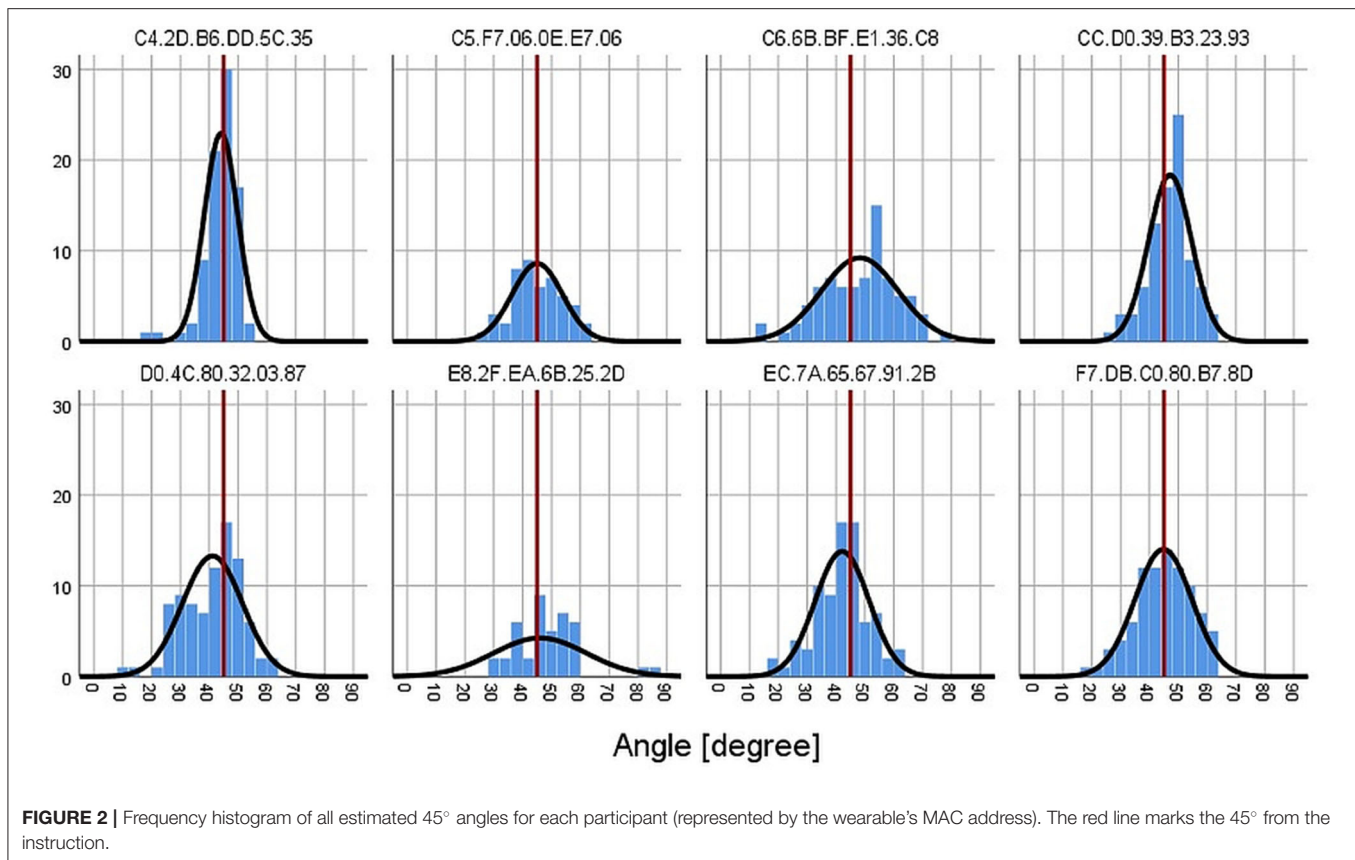 C4.2D.B6.DD.5C.35 C5.F7.06.0E.E7.06 C6.6B.BF.E1.36.C8 CC.D0.39.B3.23.93
30
20
10
0
D0.4C.80.32.03.87 E8.2F.EA.6B.25.2D EC.7A.65.67.91.2B F7.DB.C0.80.B7.8D
30
20
10
0
0 10 20 30 40 50 60 70 80 90 0 10 20 30 40 50 60 70 80 90 0 10 20 30 40 50 60 70 80 90 0 10 20 30 40 50 60 70 80 90
Angle [degree]
FIGURE 2 | Frequency histogram of all estimated 45° angles for each participant (represented by the wearable's MAC address). The red line marks the 45° from the
instruction.